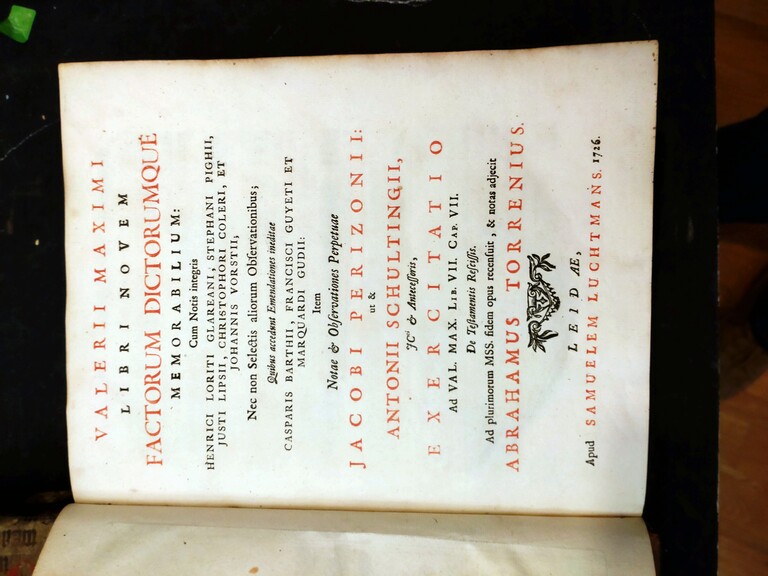 VALERII MAXIMI
LIBRI NOVEM
FACTORUM DICTORUMQUE
MEMORABILIUM:
Cum Notis integris
HENRICI LORITI GLAREANI, STEPHANI PIGHII,
JUSTI LIPSII CHRISTOPHORI COLERI, ET
JOHANNIS VORSTII;
Nec non Selectis aliorum Observationibus;
Quibus accedunt Emendationes ineditae
CASPARIS BARTHII, FRANCISCI GUYETI ET
MARQUARDI GUDII:
Item
Notae & Observationes Perpetuae
JACOBI PERIZONII:
ut &
ANTONII SCHULTINGII,
JCti & Antecessoris,
EXERCITATIO
Ad VAL. MAX. LIB. VII. CAP. VII.
De Testamentis Rescissis.
Ad plurimorum MSS. fidem opus recensuit, & notas adjecit
ABRAHAMUS TORRENIUS.
LEIDAE,
Apud SAMUELEM LUCHTMANS. 1726.